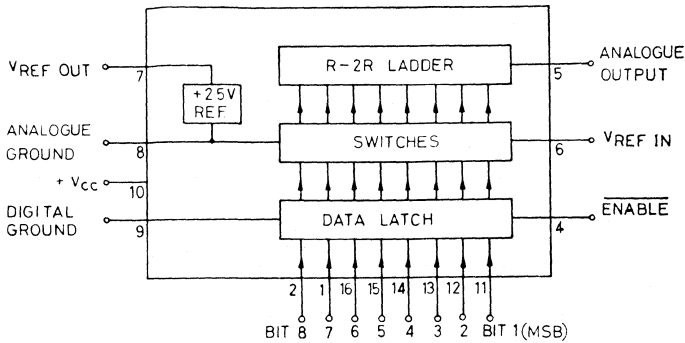 VREF OUT
7
+2·5V
REF.
R-2R LADDER
5
ANALOGUE
OUTPUT
ANALOGUE
GROUND
8
SWITCHES
6
VREF IN
+ VCC
10
DIGITAL
GROUND
9
DATA LATCH
4
ENABLE
2 1 16 15 14 13 12 11
BIT 8 7 6 5 4 3 2 BIT 1(MSB)